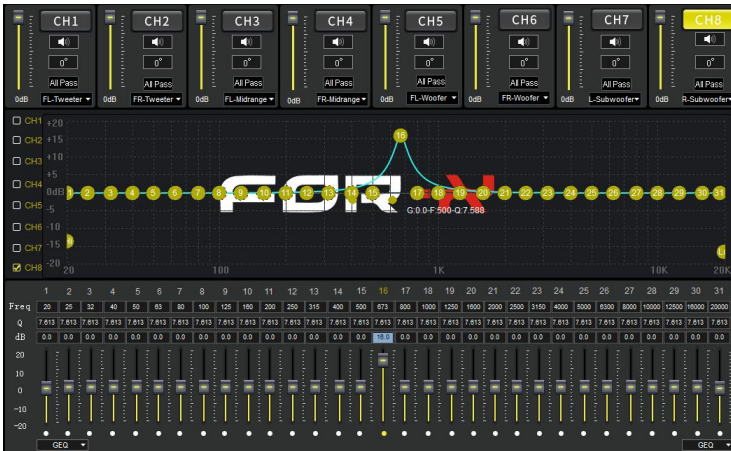 CH1 CH2 CH3 CH4 CH5 CH6 CH7 CH8
0° 0° 0° 0° 0° 0° 0° 0°
All Pass All Pass All Pass All Pass All Pass All Pass All Pass All Pass
0dB FL-Tweeter 0dB FR-Tweeter 0dB FL-Midrange 0dB FR-Midrange 0dB FL-Woofer 0dB FR-Woofer 0dB L-Subwoofer 0dB R-Subwoofer
CH1 +20
CH2 +15
CH3 +10
+5
CH4 0dB
CH5 -5
CH6 -10
CH7 -15
CH8 -20
16
1 2 3 4 5 6 7 8 9 10 11 12 13 14 15 17 18 19 20 21 22 23 24 25 26 27 28 29 30 31
FOR-X
G:0.0-F:500-Q:7.588
20 100 1K 10K 20K
1 2 3 4 5 6 7 8 9 10 11 12 13 14 15 16 17 18 19 20 21 22 23 24 25 26 27 28 29 30 31
Freq 20 25 32 40 50 63 80 100 125 160 200 250 315 400 500 673 800 1000 1250 1600 2000 2500 3150 4000 5000 6300 8000 10000 12500 16000 20000
Q 7.613 7.613 7.613 7.613 7.613 7.613 7.613 7.613 7.613 7.613 7.613 7.613 7.613 7.613 7.613 7.613 7.613 7.613 7.613 7.613 7.613 7.613 7.613 7.613 7.613 7.613 7.613 7.613 7.613 7.613 7.613
dB 0.0 0.0 0.0 0.0 0.0 0.0 0.0 0.0 0.0 0.0 0.0 0.0 0.0 0.0 0.0 16.0 0.0 0.0 0.0 0.0 0.0 0.0 0.0 0.0 0.0 0.0 0.0 0.0 0.0 0.0 0.0
20
10
0
-10
-20
GEQ GEQ